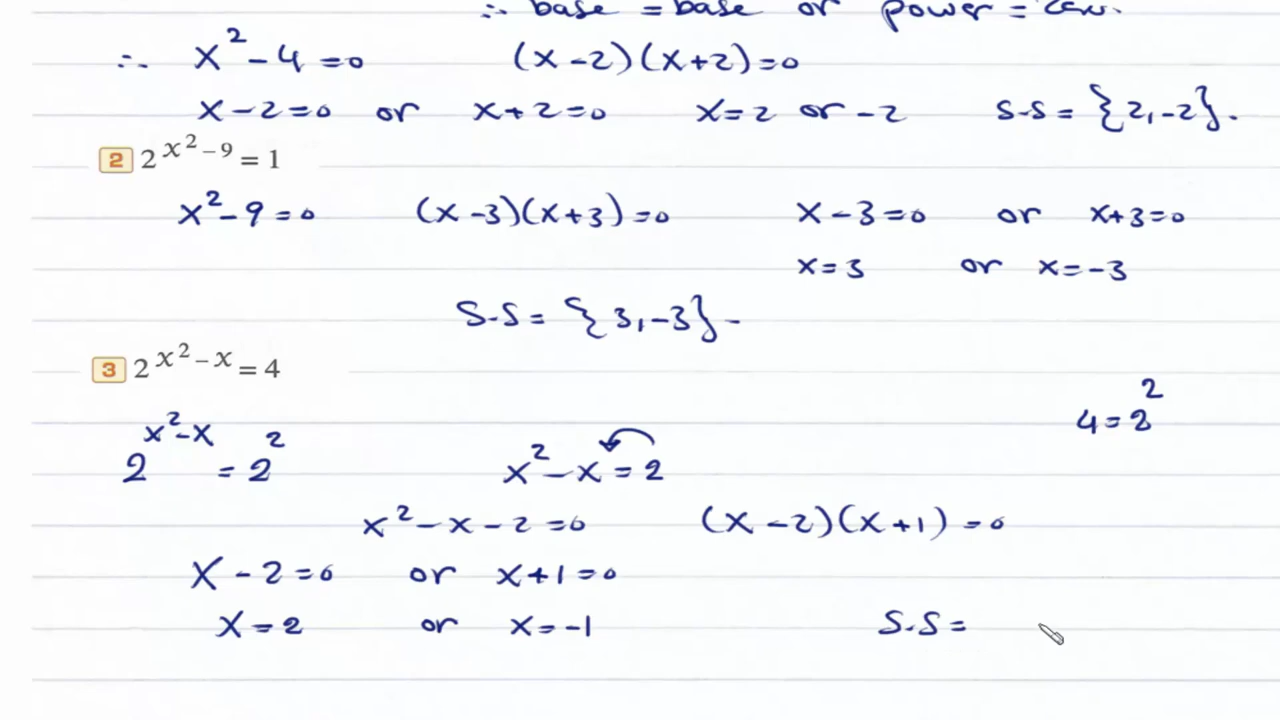 ∴ base = base or power = zero.
∴ x² - 4 = 0 (x - 2)(x + 2) = 0
x - 2 = 0 or x + 2 = 0 x = 2 or -2 S.S = {2, -2}.
2 2^(x² - 9) = 1
x² - 9 = 0 (x - 3)(x + 3) = 0 x - 3 = 0 or x + 3 = 0
x = 3 or x = -3
S.S = {3, -3} -
3 2^(x² - x) = 4
4 = 2²
2^(x² - x) = 2² x² - x = 2
x² - x - 2 = 0 (x - 2)(x + 1) = 0
x - 2 = 0 or x + 1 = 0
x = 2 or x = -1 S.S =